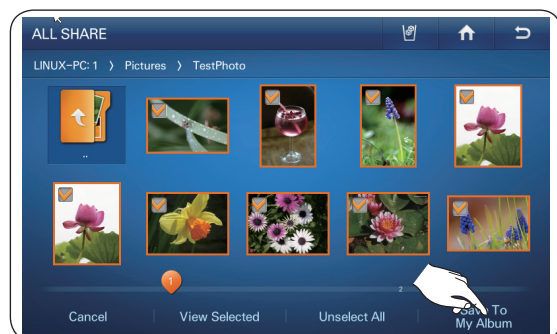 ALL SHARE
LINUX-PC: 1 > Pictures > TestPhoto
..
1
2
Cancel
View Selected
Unselect All
Save To
My Album